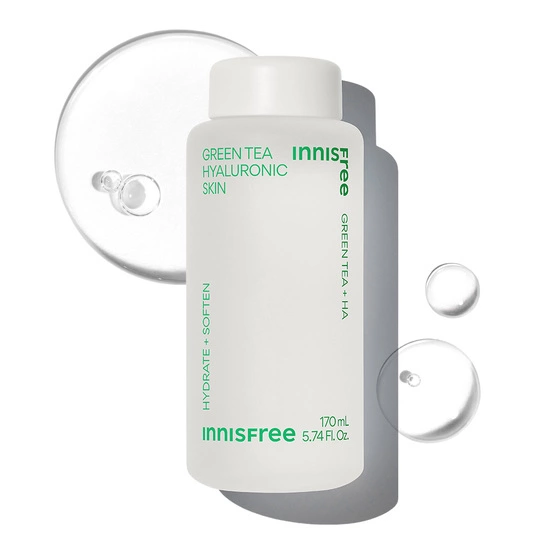 GREEN TEA
HYALURONIC
SKIN
INNISFree
GREEN TEA + HA
HYDRATE + SOFTEN
INNISFree
170 mL
5.74 Fl. Oz.